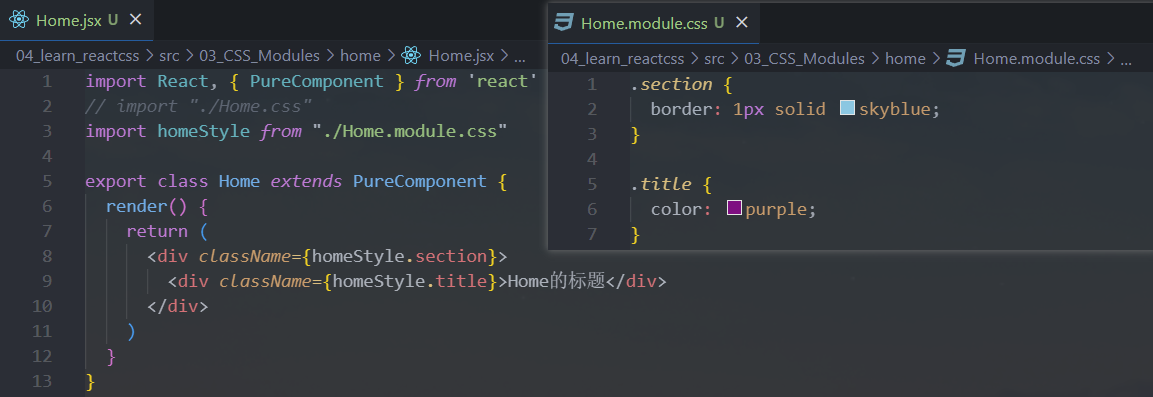 Home.jsx U ×
04_learn_reactcss > src > 03_CSS_Modules > home > Home.jsx > ...
1 import React, { PureComponent } from 'react'
2 // import "./Home.css"
3 import homeStyle from "./Home.module.css"
4
5 export class Home extends PureComponent {
6   render() {
7     return (
8       <div className={homeStyle.section}>
9         <div className={homeStyle.title}>Home的标题</div>
10       </div>
11     )
12   }
13 }
Home.module.css U ×
04_learn_reactcss > src > 03_CSS_Modules > home > Home.module.css > ...
1 .section {
2   border: 1px solid skyblue;
3 }
4
5 .title {
6   color: purple;
7 }